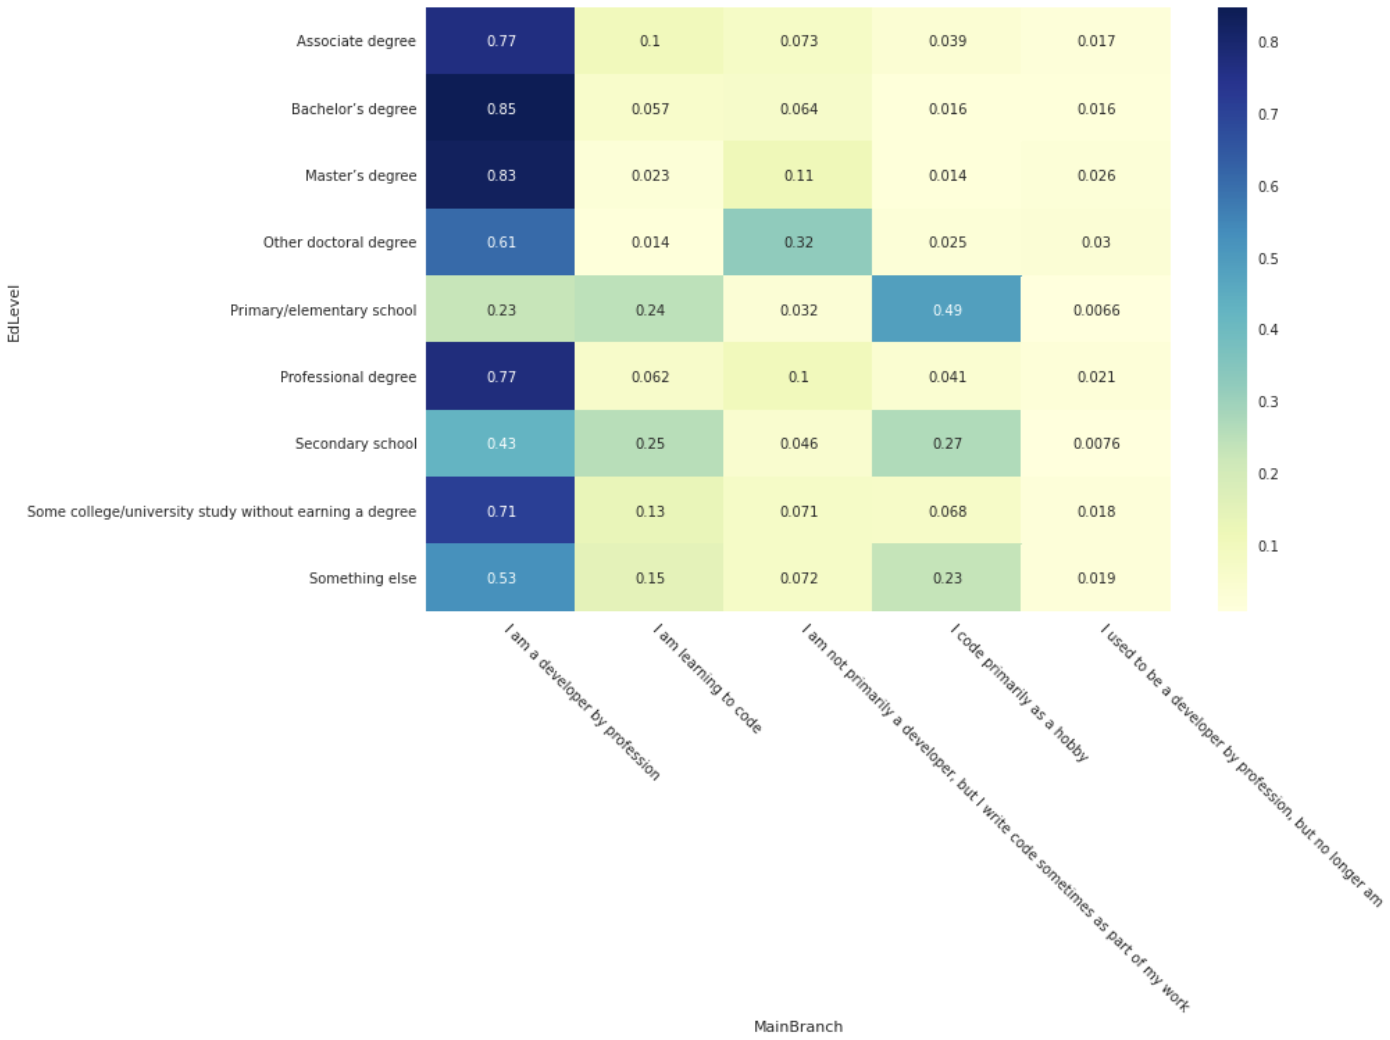 Associate degree 0.77 0.1 0.073 0.039 0.017
Bachelor’s degree 0.85 0.057 0.064 0.016 0.016
Master’s degree 0.83 0.023 0.11 0.014 0.026
Other doctoral degree 0.61 0.014 0.32 0.025 0.03
Primary/elementary school 0.23 0.24 0.032 0.49 0.0066
Professional degree 0.77 0.062 0.1 0.041 0.021
Secondary school 0.43 0.25 0.046 0.27 0.0076
Some college/university study without earning a degree 0.71 0.13 0.071 0.068 0.018
Something else 0.53 0.15 0.072 0.23 0.019
EdLevel
I am a developer by profession
I am learning to code
I am not primarily a developer, but I write code sometimes as part of my work
I code primarily as a hobby
I used to be a developer by profession, but no longer am
MainBranch
0.8
0.7
0.6
0.5
0.4
0.3
0.2
0.1